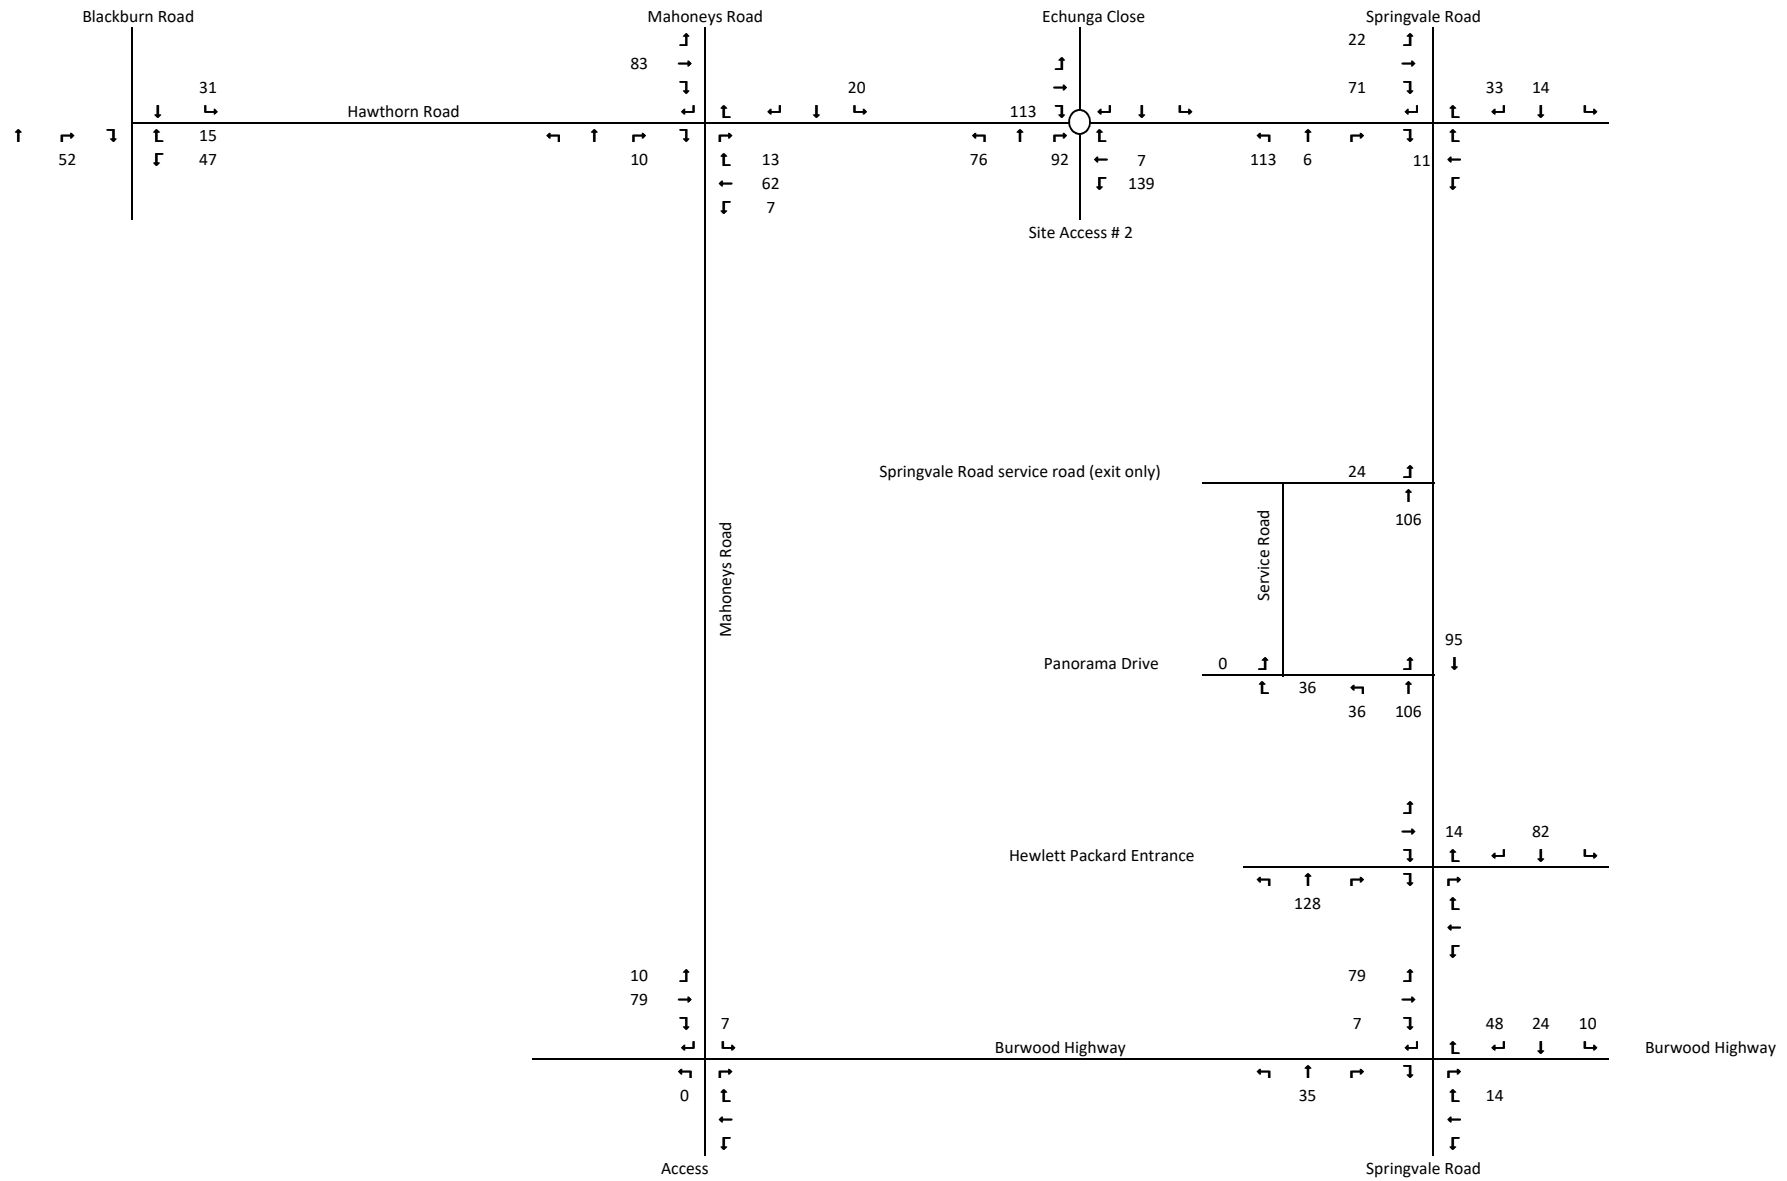 Blackburn Road Mahoneys Road Echunga Close Springvale Road
22
83
31 20 71 33 14
Hawthorn Road 113
15
52 47 10 13 76 92 7 113 6 11
62 139
7
Site Access # 2
Springvale Road service road (exit only) 24
106
Service Road
Mahoneys Road
95
Panorama Drive 0
36
36 106
14 82
Hewlett Packard Entrance
128
10 79
79
7 7 48 24 10
Burwood Highway Burwood Highway
0 35 14
Access Springvale Road